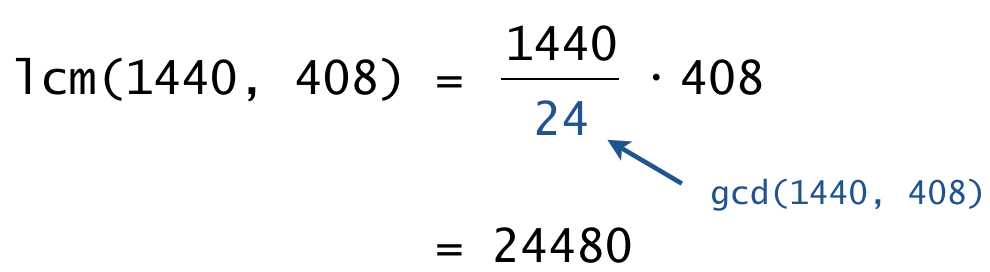 lcm(1440, 408) = 1440/24 · 408
gcd(1440, 408)
= 24480